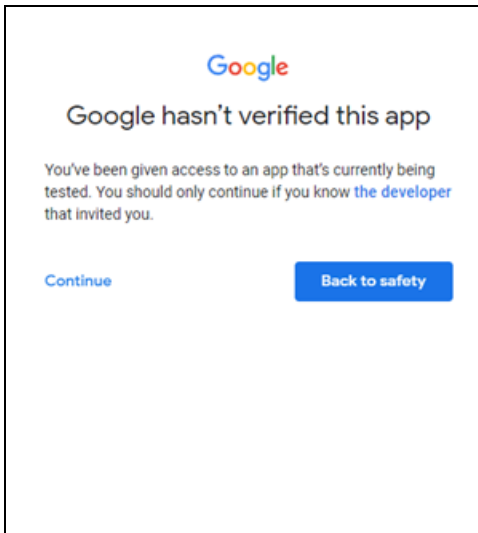 Google
Google hasn't verified this app
You've been given access to an app that's currently being
tested. You should only continue if you know the developer
that invited you.
Continue
Back to safety